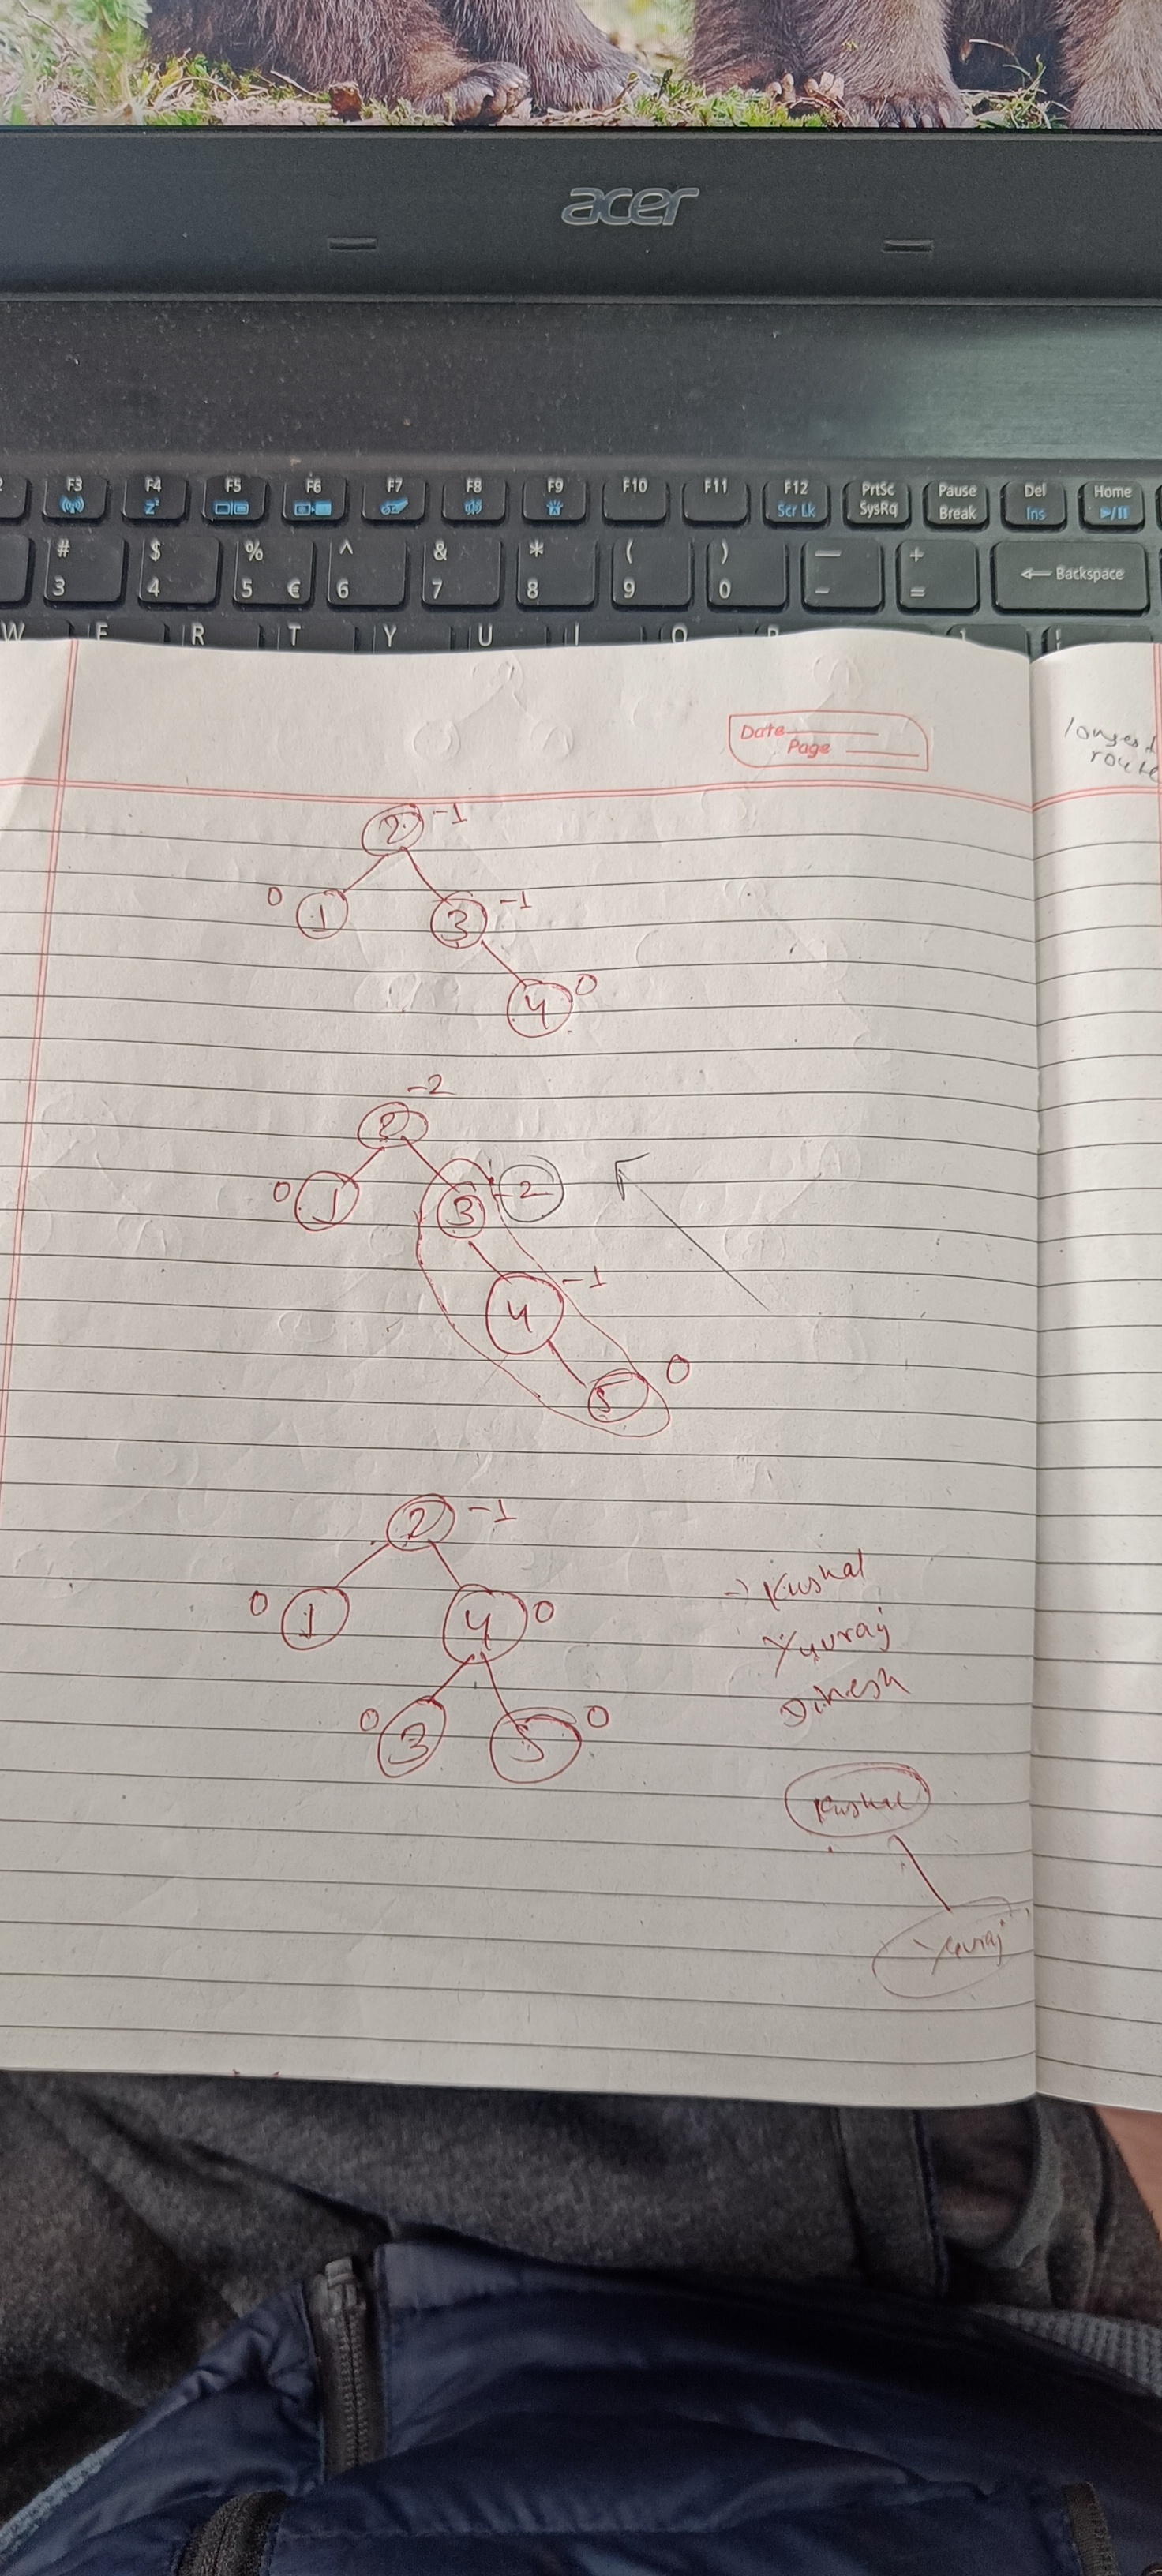 acer
F3 F4 F5 F6 F7 F8 F9 F10 F11 F12 PrtSc Pause Del Home
z Scr Lk SysRq Break Ins
# $ % ^ & * ( ) — +
3 4 5 € 6 7 8 9 0 - = Backspace
W E R T Y U I O P
Date
Page
longest
route
2 -1
0 1 3 -1
4 0
-2
2
0 1 3 -2
4 -1
5 0
2 -1
0 1 4 0
0 3 5 0
-) Kushal
Yuvraj
Dinesh
Kushal
Yuvraj